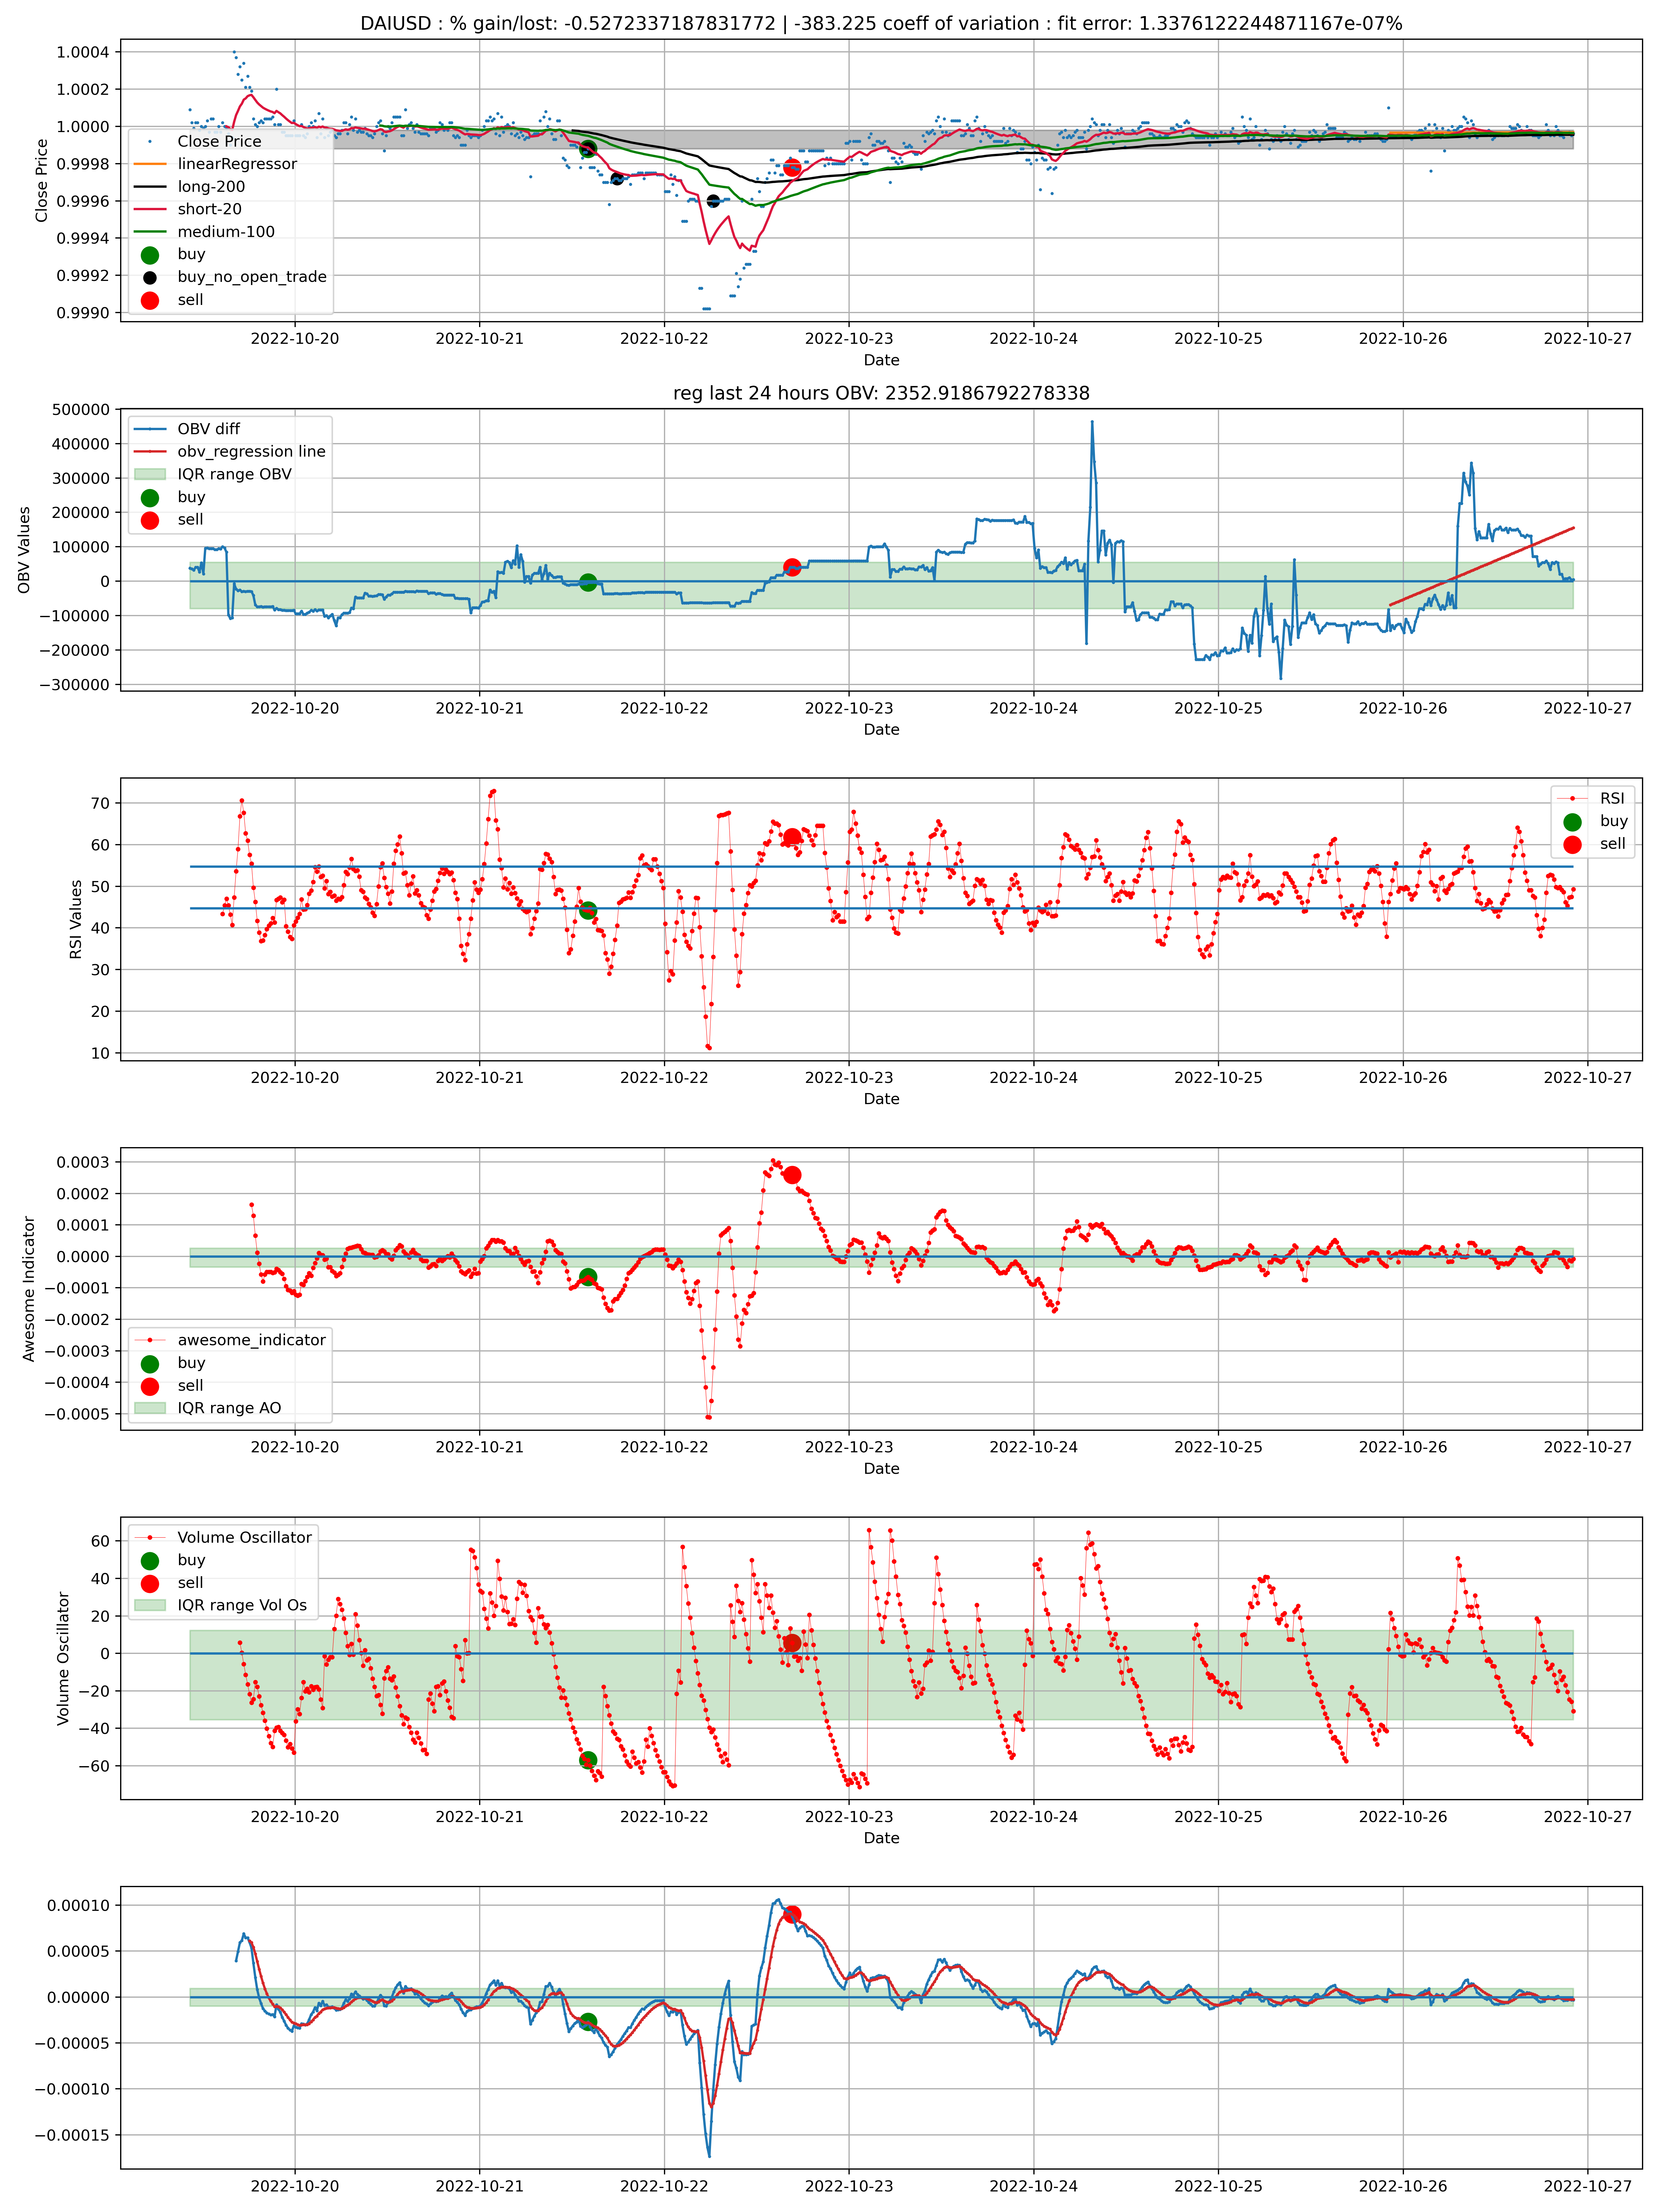 DAIUSD : % gain/lost: -0.5272337187831772 | -383.225 coeff of variation : fit error: 1.3376122244871167e-07%
Close Price
1.0004
1.0002
1.0000
0.9998
0.9996
0.9994
0.9992
0.9990
Close Price
linearRegressor
long-200
short-20
medium-100
buy
buy_no_open_trade
sell
2022-10-20 2022-10-21 2022-10-22 2022-10-23 2022-10-24 2022-10-25 2022-10-26 2022-10-27
Date
reg last 24 hours OBV: 2352.9186792278338
OBV Values
500000
400000
300000
200000
100000
0
−100000
−200000
−300000
OBV diff
obv_regression line
IQR range OBV
buy
sell
2022-10-20 2022-10-21 2022-10-22 2022-10-23 2022-10-24 2022-10-25 2022-10-26 2022-10-27
Date
RSI Values
70
60
50
40
30
20
10
RSI
buy
sell
2022-10-20 2022-10-21 2022-10-22 2022-10-23 2022-10-24 2022-10-25 2022-10-26 2022-10-27
Date
Awesome Indicator
0.0003
0.0002
0.0001
0.0000
−0.0001
−0.0002
−0.0003
−0.0004
−0.0005
awesome_indicator
buy
sell
IQR range AO
2022-10-20 2022-10-21 2022-10-22 2022-10-23 2022-10-24 2022-10-25 2022-10-26 2022-10-27
Date
Volume Oscillator
60
40
20
0
−20
−40
−60
Volume Oscillator
buy
sell
IQR range Vol Os
2022-10-20 2022-10-21 2022-10-22 2022-10-23 2022-10-24 2022-10-25 2022-10-26 2022-10-27
Date
0.00010
0.00005
0.00000
−0.00005
−0.00010
−0.00015
2022-10-20 2022-10-21 2022-10-22 2022-10-23 2022-10-24 2022-10-25 2022-10-26 2022-10-27